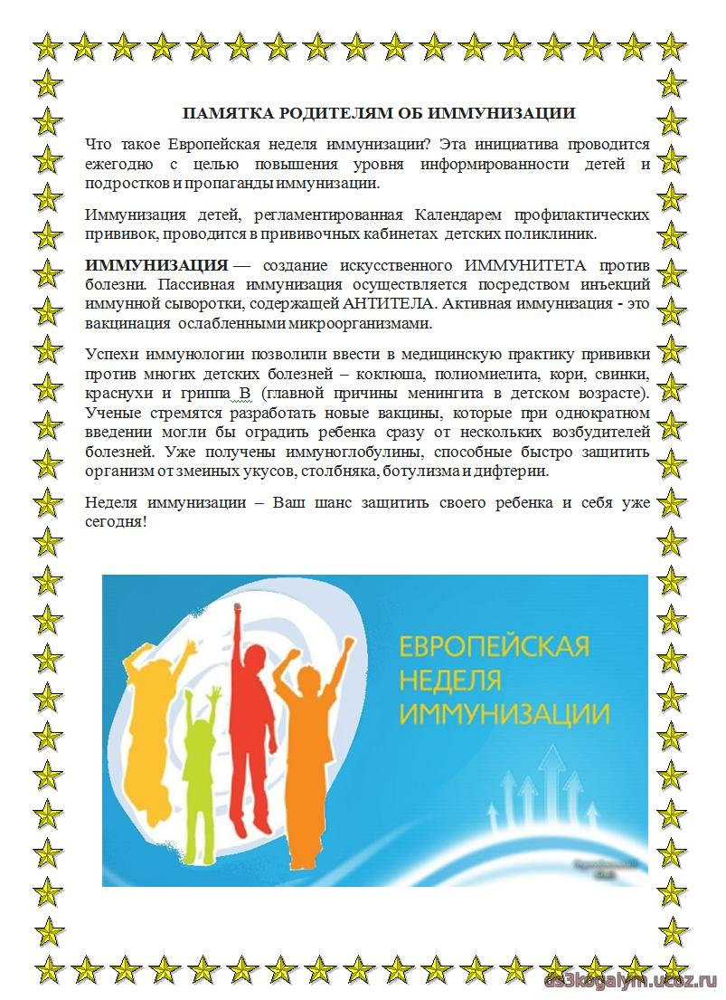 ПАМЯТКА РОДИТЕЛЯМ ОБ ИММУНИЗАЦИИ
Что такое Европейская неделя иммунизации? Эта инициатива проводится
ежегодно с целью повышения уровня информированности детей и
подростков и пропаганды иммунизации.
Иммунизация детей, регламентированная Календарем профилактических
прививок, проводится в прививочных кабинетах детских поликлиник.
ИММУНИЗАЦИЯ — создание искусственного ИММУНИТЕТА против
болезни. Пассивная иммунизация осуществляется посредством инъекций
иммунной сыворотки, содержащей АНТИТЕЛА. Активная иммунизация - это
вакцинация ослабленными микроорганизмами.
Успехи иммунологии позволили ввести в медицинскую практику прививки
против многих детских болезней – коклюша, полиомиелита, кори, свинки,
краснухи и гриппа В (главной причины менингита в детском возрасте).
Ученые стремятся разработать новые вакцины, которые при однократном
введении могли бы оградить ребенка сразу от нескольких возбудителей
болезней. Уже получены иммуноглобулины, способные быстро защитить
организм от змеиных укусов, столбняка, ботулизма и дифтерии.
Неделя иммунизации – Ваш шанс защитить своего ребенка и себя уже
сегодня!
ЕВРОПЕЙСКАЯ
НЕДЕЛЯ
ИММУНИЗАЦИИ
ds3kogalym.ucoz.ru